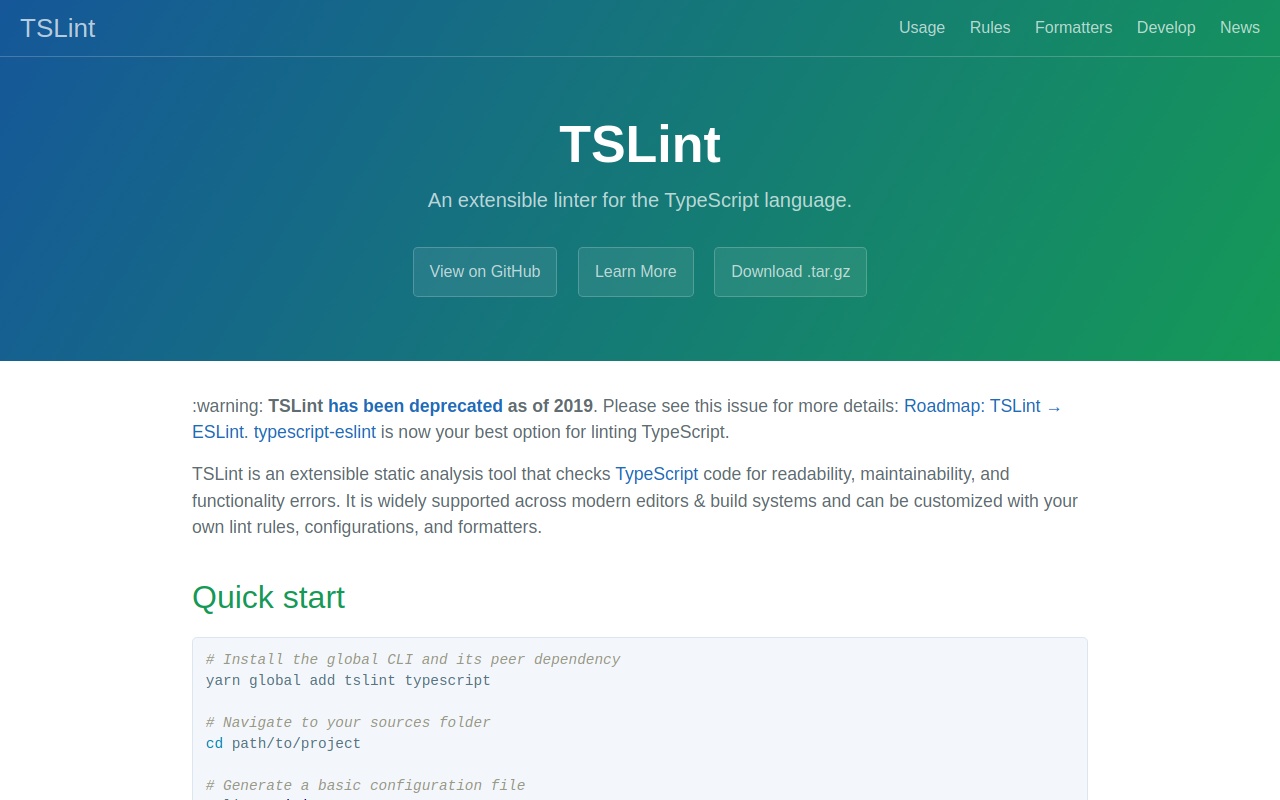 TSLint
Usage Rules Formatters Develop News
TSLint
An extensible linter for the TypeScript language.
View on GitHub Learn More Download .tar.gz
:warning: TSLint has been deprecated as of 2019. Please see this issue for more details: Roadmap: TSLint →
ESLint. typescript-eslint is now your best option for linting TypeScript.
TSLint is an extensible static analysis tool that checks TypeScript code for readability, maintainability, and
functionality errors. It is widely supported across modern editors & build systems and can be customized with your
own lint rules, configurations, and formatters.
Quick start
# Install the global CLI and its peer dependency
yarn global add tslint typescript
# Navigate to your sources folder
cd path/to/project
# Generate a basic configuration file